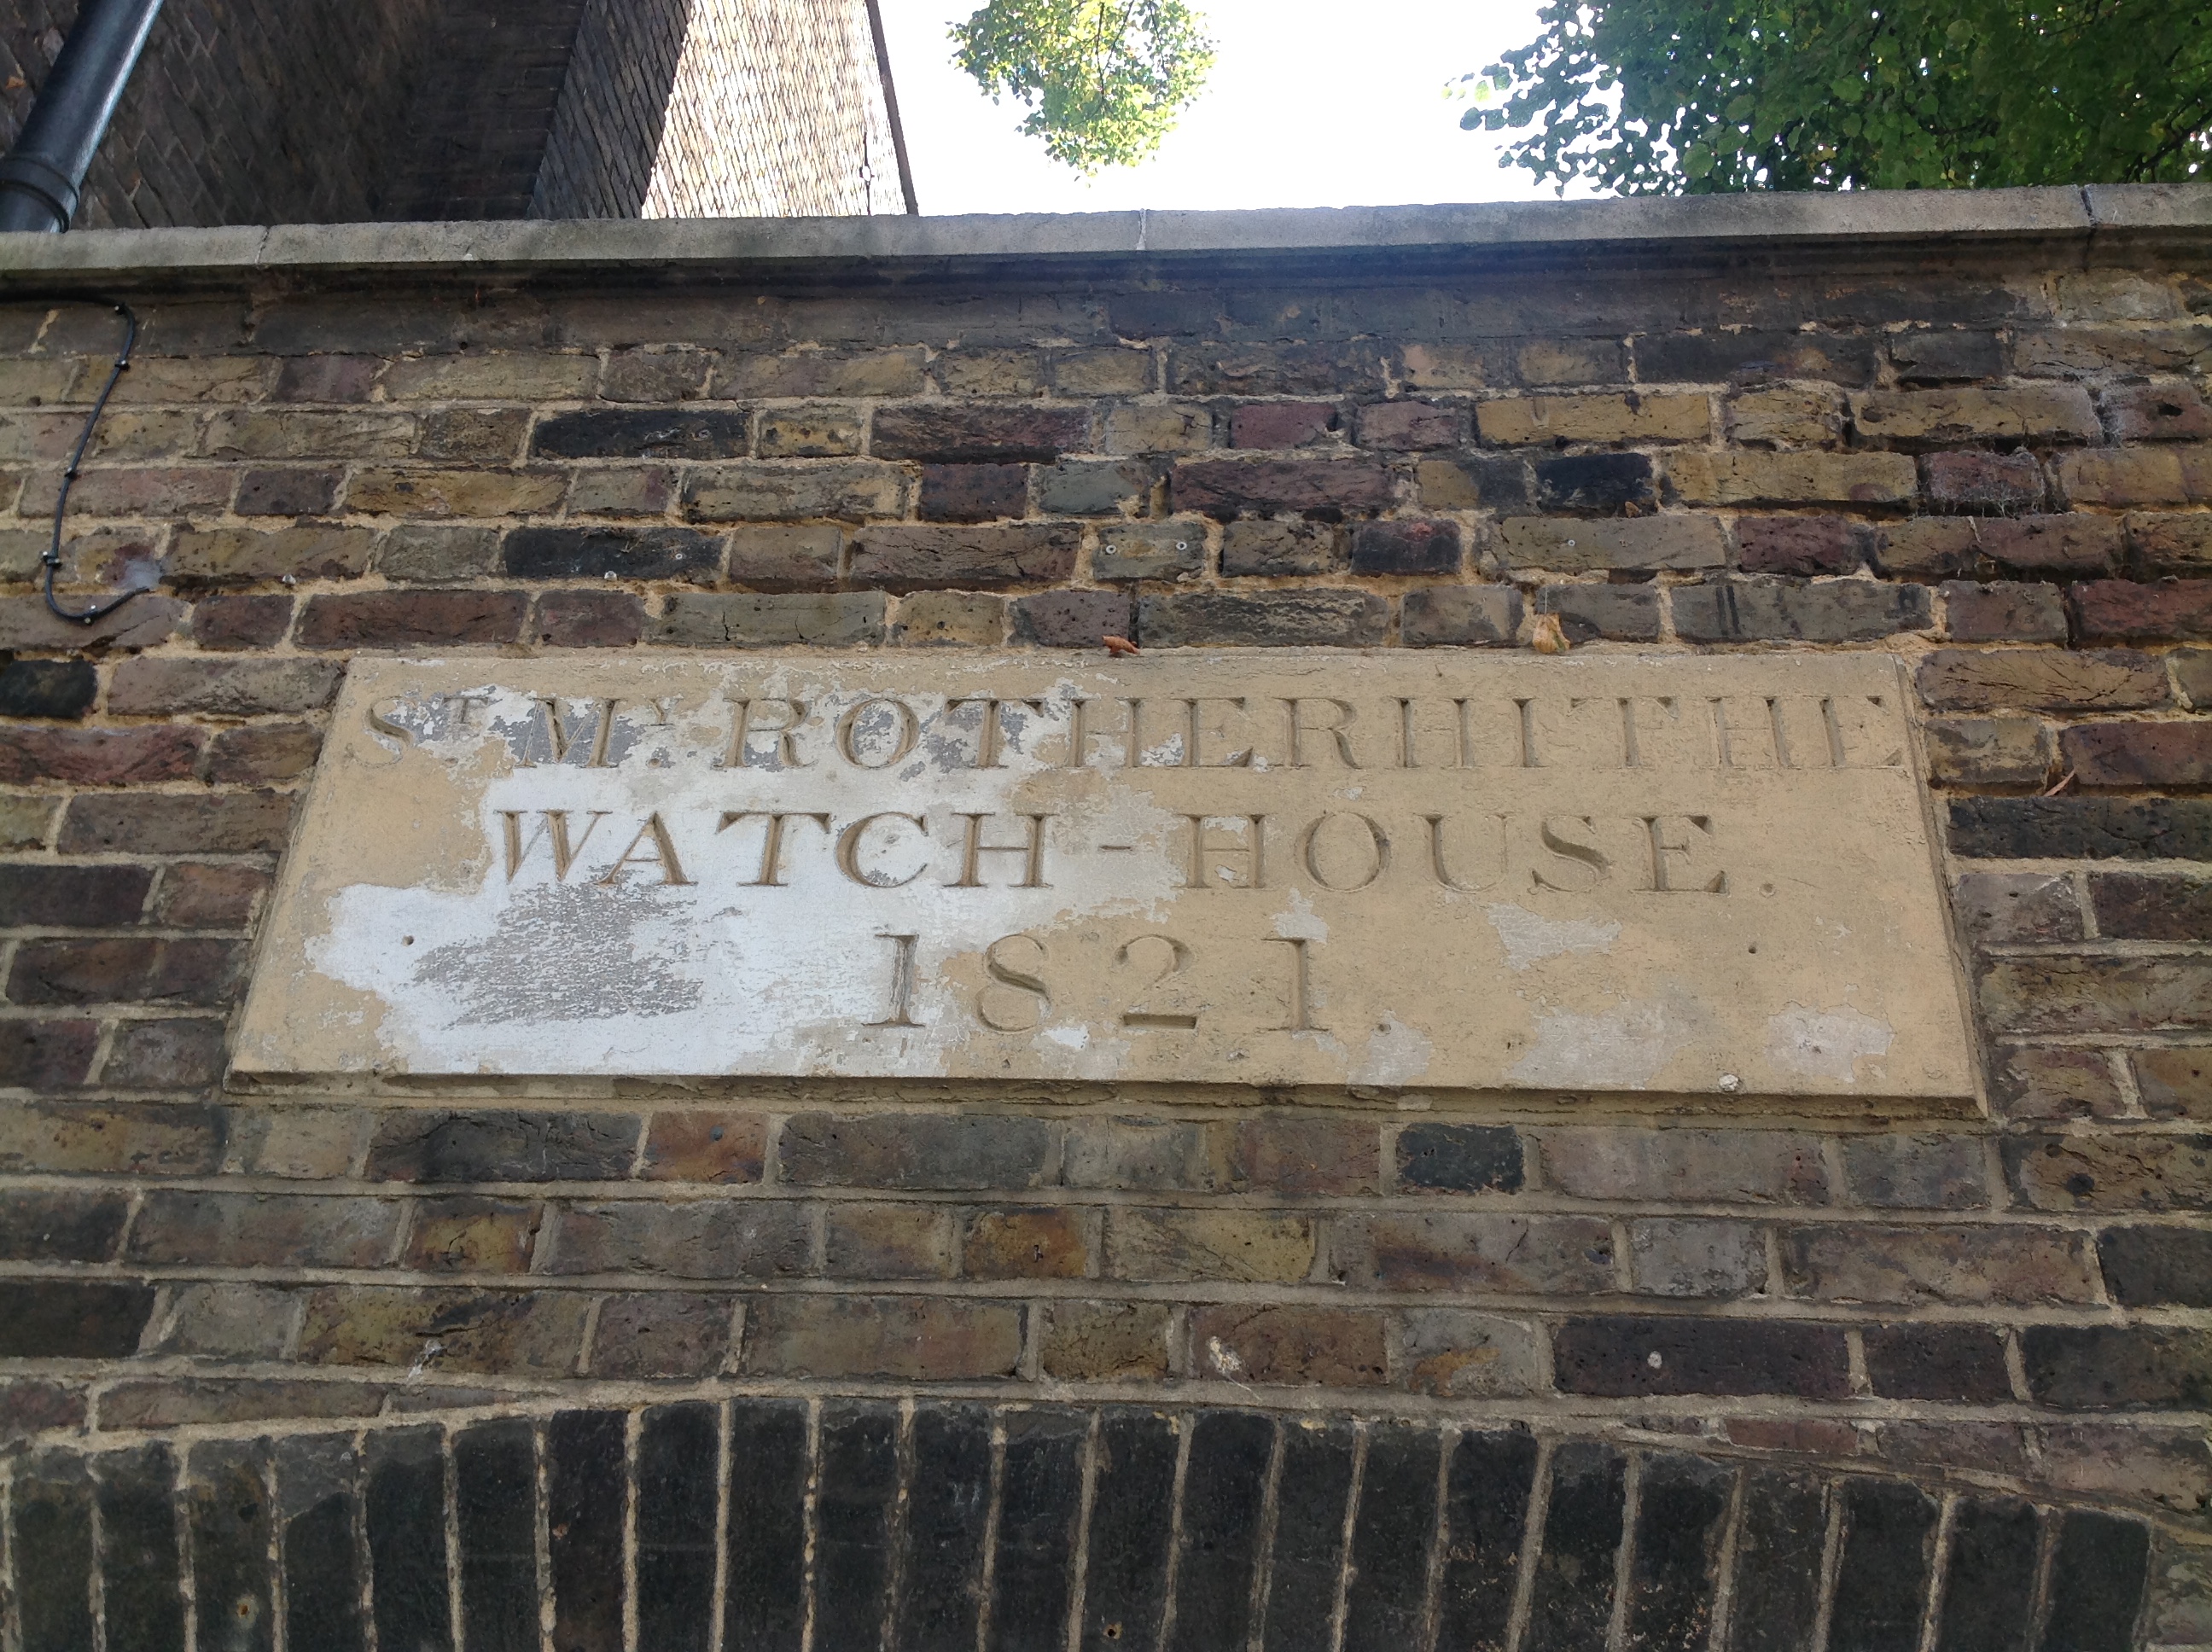 ST. MY. ROTHERHITHE
WATCH-HOUSE.
1821.